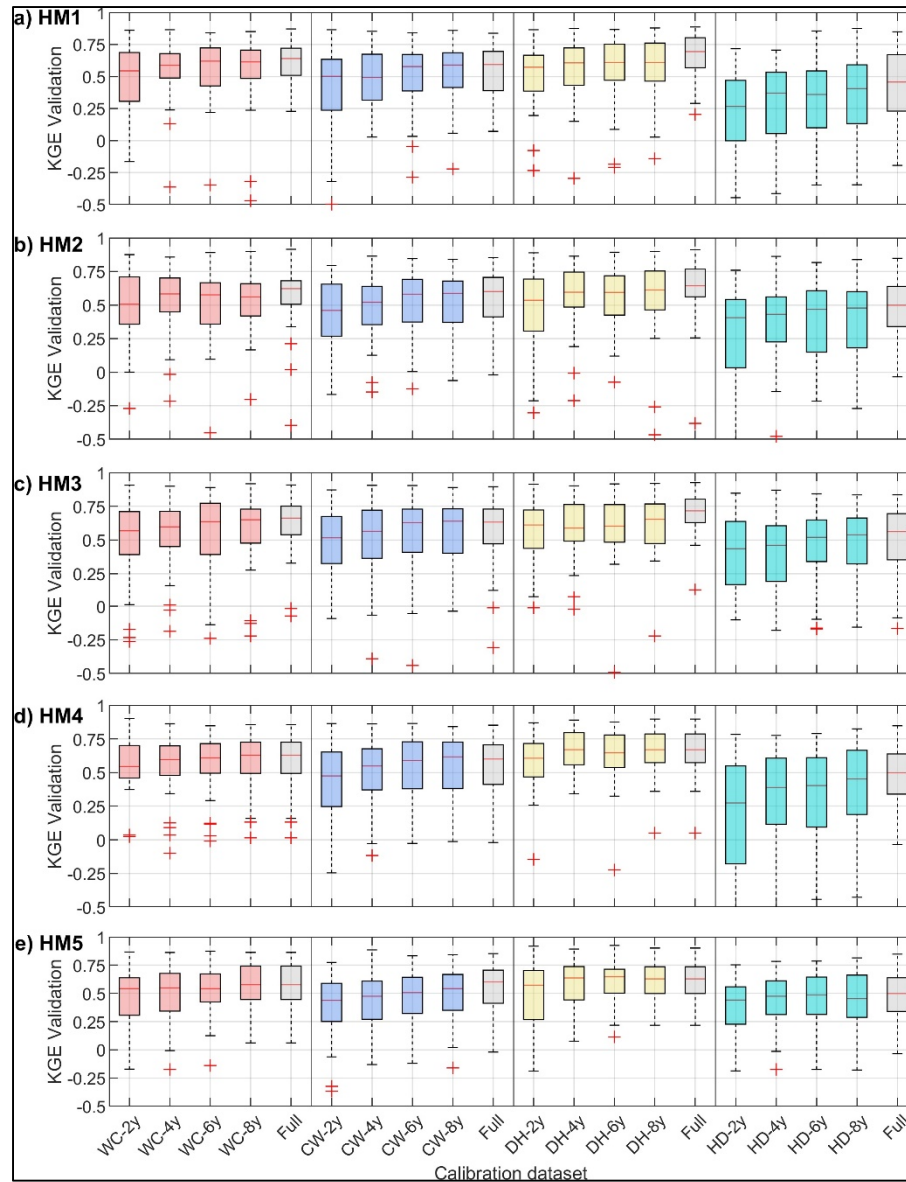 a) HM1
1
0.75
0.5
0.25
0
-0.25
-0.5
KGE Validation
b) HM2
1
0.75
0.5
0.25
0
-0.25
-0.5
KGE Validation
c) HM3
1
0.75
0.5
0.25
0
-0.25
-0.5
KGE Validation
d) HM4
1
0.75
0.5
0.25
0
-0.25
-0.5
KGE Validation
e) HM5
1
0.75
0.5
0.25
0
-0.25
-0.5
KGE Validation
WC-2y WC-4y WC-6y WC-8y Full CW-2y CW-4y CW-6y CW-8y Full DH-2y DH-4y DH-6y DH-8y Full HD-2y HD-4y HD-6y HD-8y Full
Calibration dataset